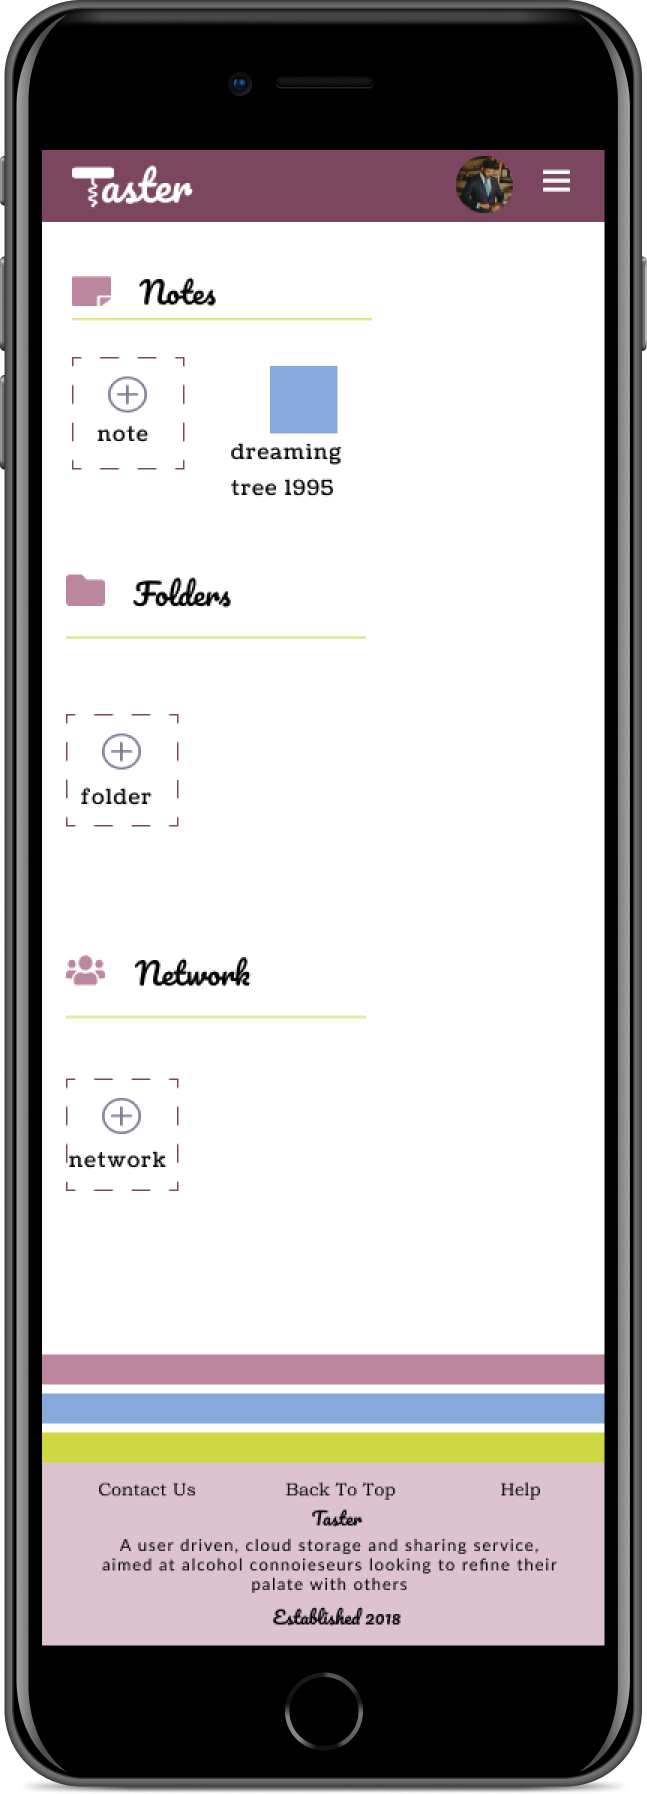 Taster
Notes
note
dreaming
tree 1995
Folders
folder
Network
network
Contact Us Back To Top Help
Taster
A user driven, cloud storage and sharing service,
aimed at alcohol connoieseurs looking to refine their
palate with others
Established 2018